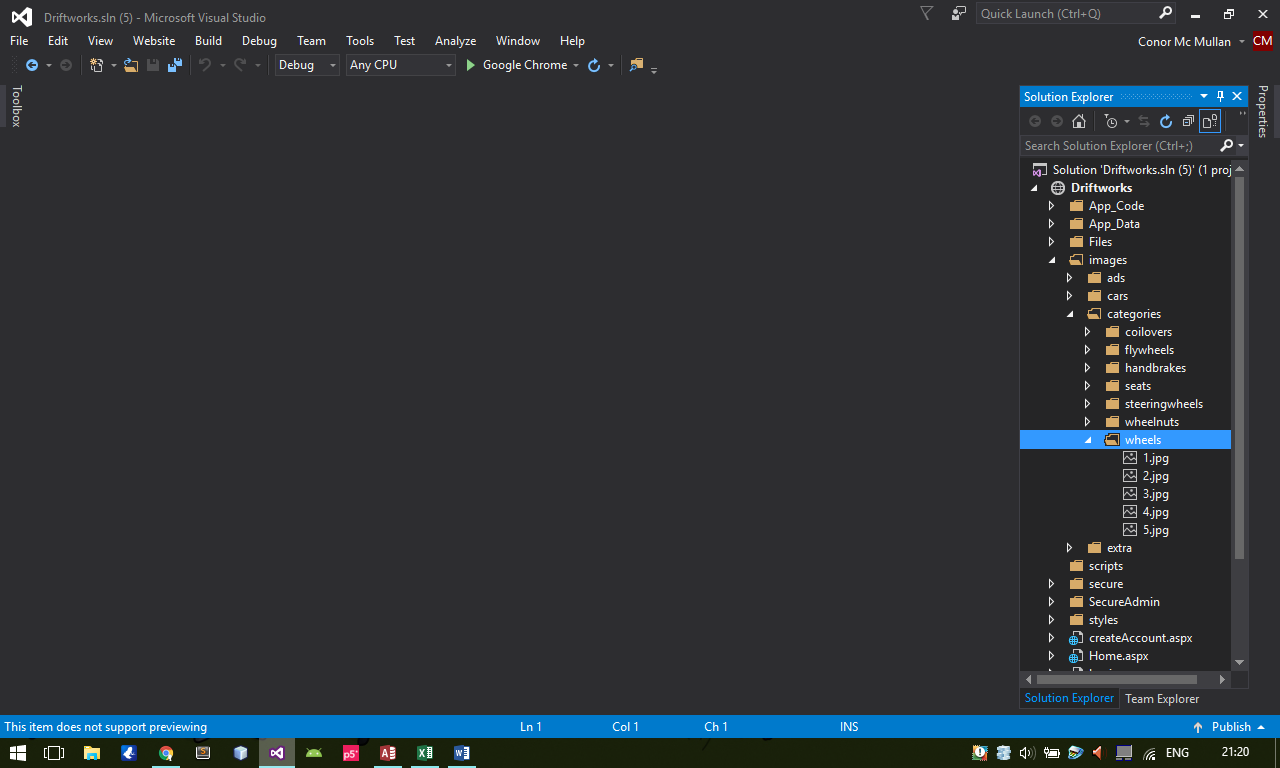 Driftworks.sln (5) - Microsoft Visual Studio
Quick Launch (Ctrl+Q)
File Edit View Website Build Debug Team Tools Test Analyze Window Help
Conor Mc Mullan CM
Debug Any CPU Google Chrome
Toolbox
Solution Explorer
Properties
Search Solution Explorer (Ctrl+;)
Solution 'Driftworks.sln (5)' (1 proj
Driftworks
App_Code
App_Data
Files
images
ads
cars
categories
coilovers
flywheels
handbrakes
seats
steeringwheels
wheelnuts
wheels
1.jpg
2.jpg
3.jpg
4.jpg
5.jpg
extra
scripts
secure
SecureAdmin
styles
createAccount.aspx
Home.aspx
Solution Explorer Team Explorer
This item does not support previewing Ln 1 Col 1 Ch 1 INS Publish
p5* ENG 21:20